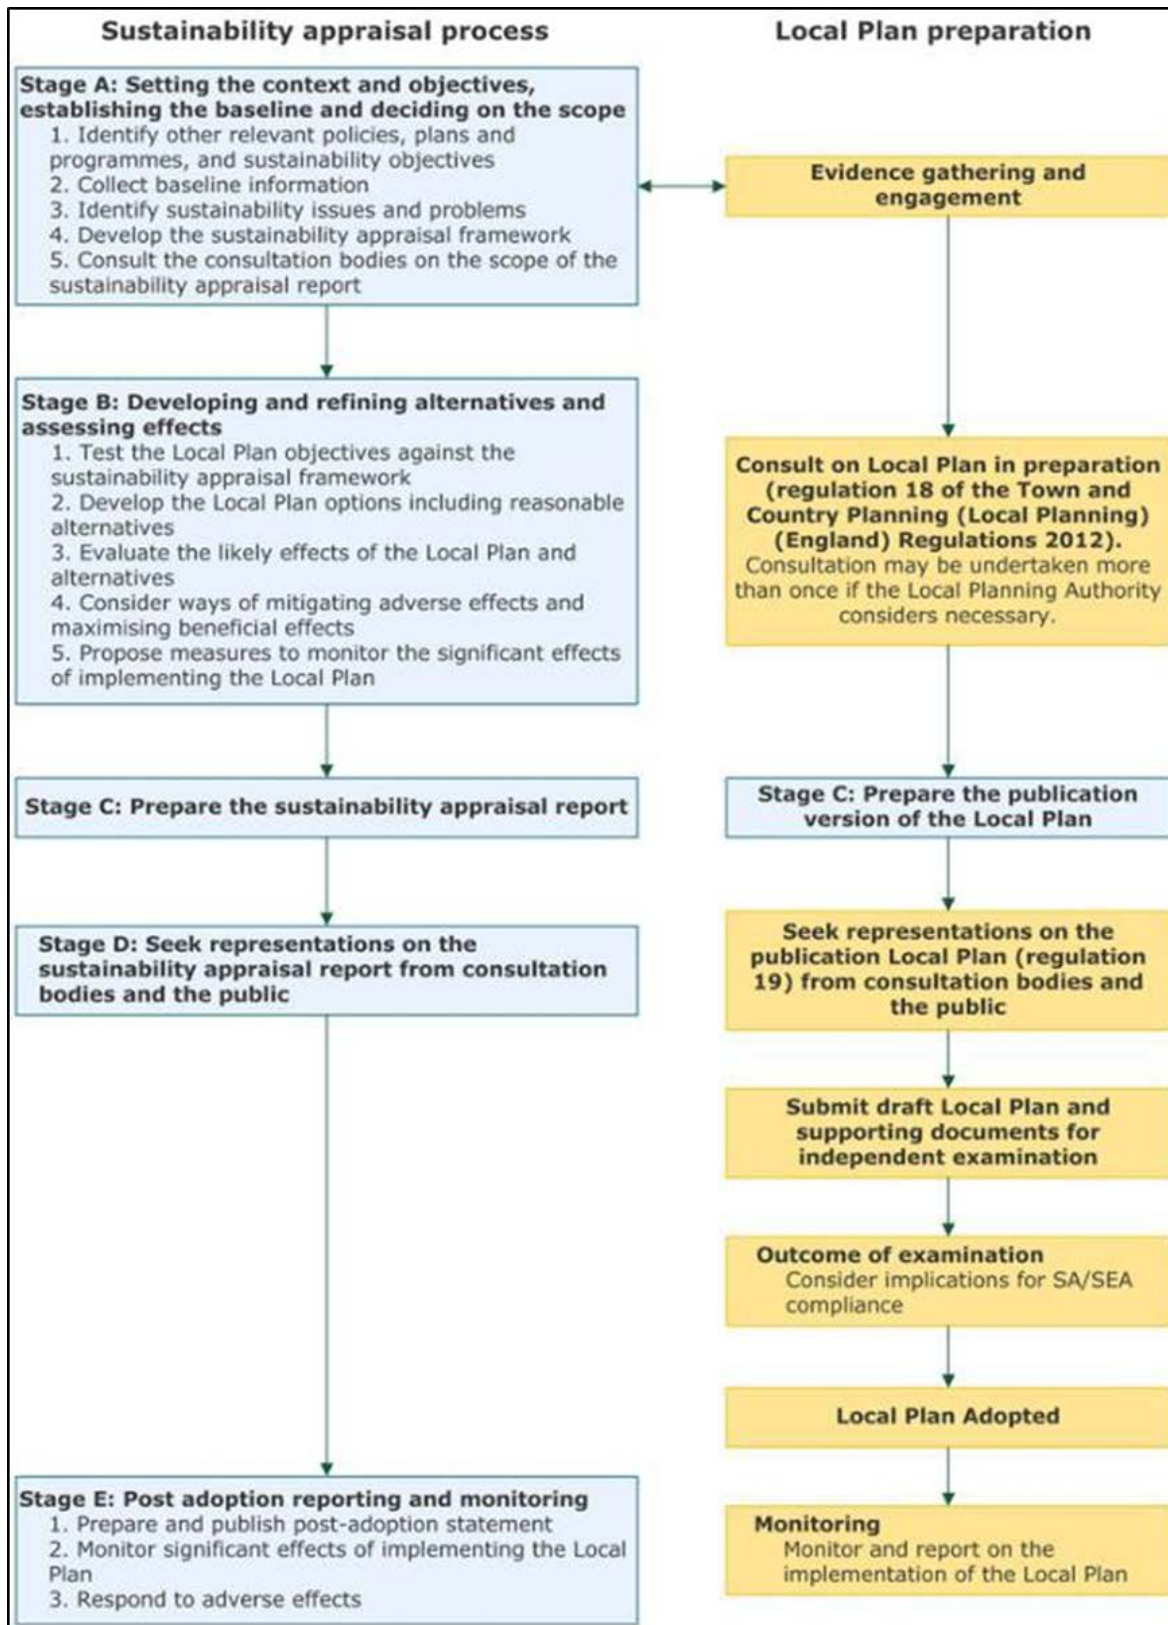 Sustainability appraisal process
Local Plan preparation
Stage A: Setting the context and objectives,
establishing the baseline and deciding on the scope
1. Identify other relevant policies, plans and
programmes, and sustainability objectives
2. Collect baseline information
3. Identify sustainability issues and problems
4. Develop the sustainability appraisal framework
5. Consult the consultation bodies on the scope of the
sustainability appraisal report
Evidence gathering and
engagement
Stage B: Developing and refining alternatives and
assessing effects
1. Test the Local Plan objectives against the
sustainability appraisal framework
2. Develop the Local Plan options including reasonable
alternatives
3. Evaluate the likely effects of the Local Plan and
alternatives
4. Consider ways of mitigating adverse effects and
maximising beneficial effects
5. Propose measures to monitor the significant effects
of implementing the Local Plan
Consult on Local Plan in preparation
(regulation 18 of the Town and
Country Planning (Local Planning)
(England) Regulations 2012).
Consultation may be undertaken more
than once if the Local Planning Authority
considers necessary.
Stage C: Prepare the sustainability appraisal report
Stage C: Prepare the publication
version of the Local Plan
Stage D: Seek representations on the
sustainability appraisal report from consultation
bodies and the public
Seek representations on the
publication Local Plan (regulation
19) from consultation bodies and
the public
Submit draft Local Plan and
supporting documents for
independent examination
Outcome of examination
Consider implications for SA/SEA
compliance
Local Plan Adopted
Stage E: Post adoption reporting and monitoring
1. Prepare and publish post-adoption statement
2. Monitor significant effects of implementing the Local
Plan
3. Respond to adverse effects
Monitoring
Monitor and report on the
implementation of the Local Plan